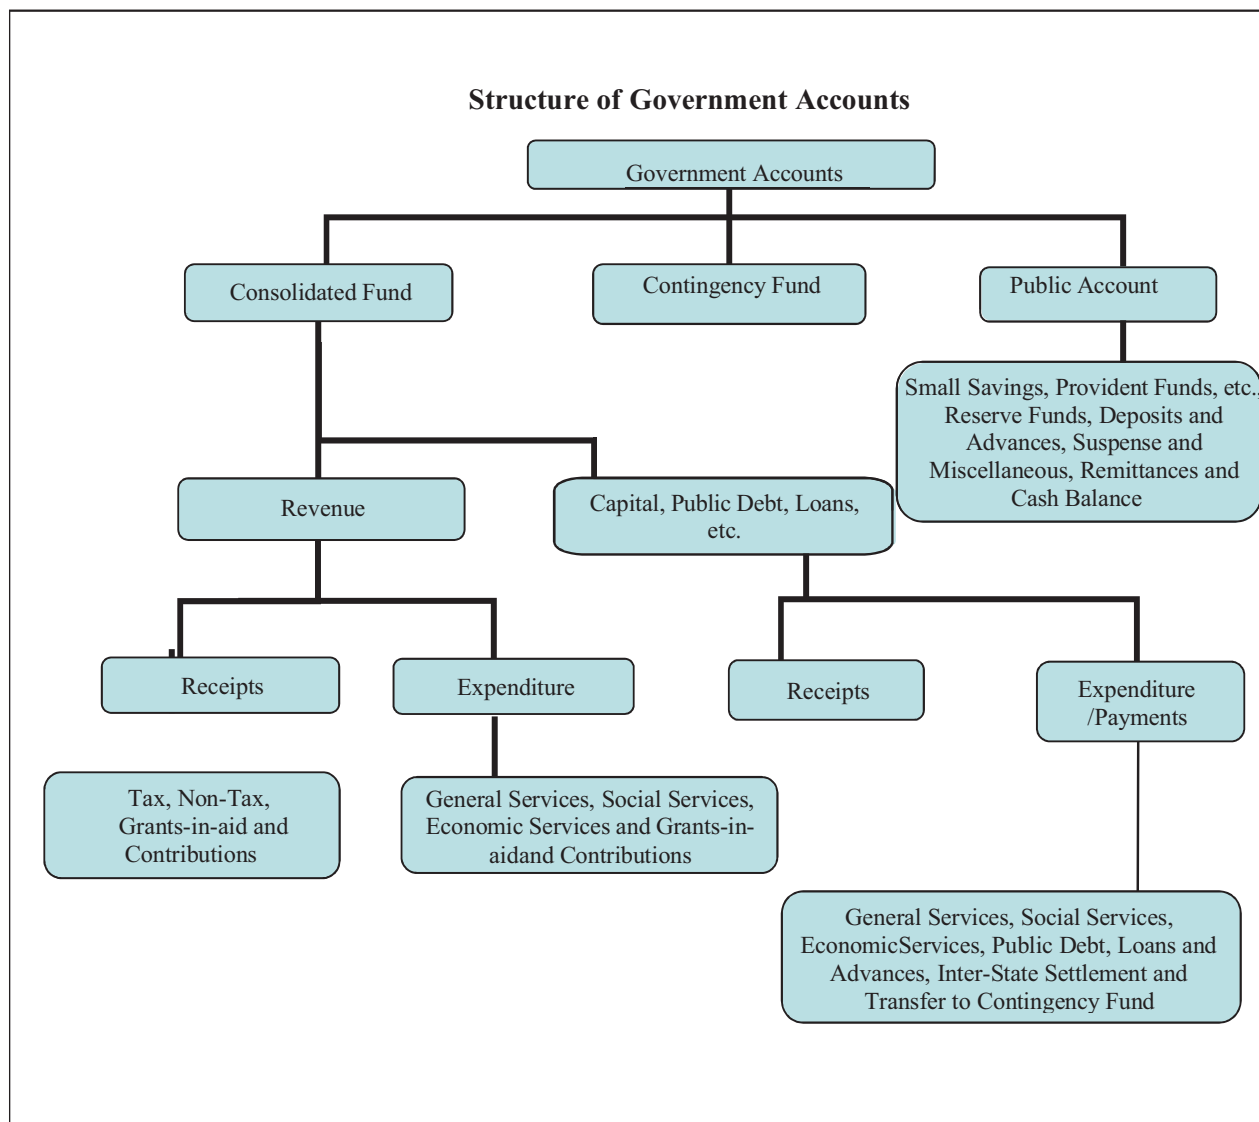 Structure of Government Accounts
Government Accounts
Consolidated Fund
Contingency Fund
Public Account
Small Savings, Provident Funds, etc.,
Reserve Funds, Deposits and
Advances, Suspense and
Miscellaneous, Remittances and
Cash Balance
Revenue
Capital, Public Debt, Loans,
etc.
Receipts
Expenditure
Receipts
Expenditure
/Payments
Tax, Non-Tax,
Grants-in-aid and
Contributions
General Services, Social Services,
Economic Services and Grants-in-
aidand Contributions
General Services, Social Services,
EconomicServices, Public Debt, Loans and
Advances, Inter-State Settlement and
Transfer to Contingency Fund